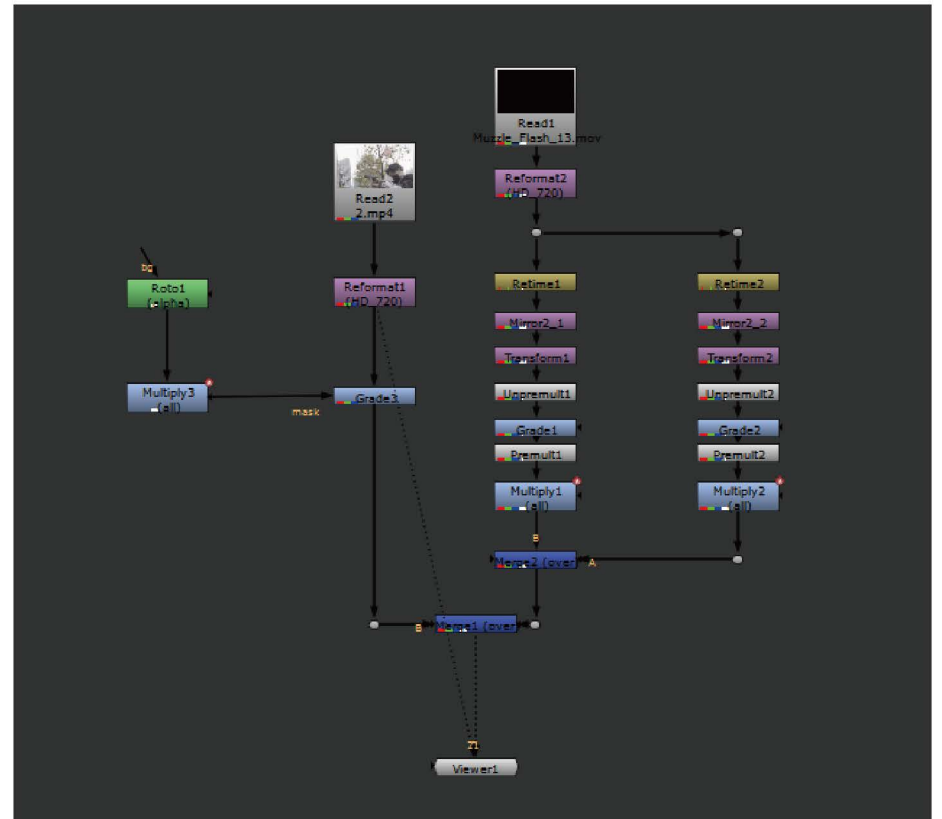 Read1
Muzzle_Flash_13.mov
Reformat2
(HD_720)
Read2
2.mp4
bg
Roto1
(alpha)
Reformat1
(HD_720)
Retime1
Retime2
Mirror2_1
Mirror2_2
Transform1
Transform2
Unpremult1
Unpremult2
Multiply3
(all)
mask
Grade3
Grade1
Grade2
Premult1
Premult2
Multiply1
(all)
Multiply2
(all)
B
Merge2 (over
A
B
Merge1 (over
Viewer1